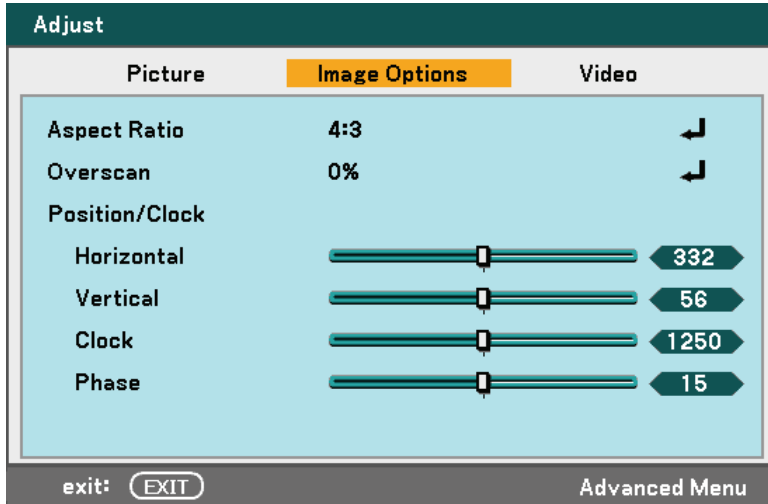 Adjust
Picture Image Options Video
Aspect Ratio 4:3
Overscan 0%
Position/Clock
Horizontal 332
Vertical 56
Clock 1250
Phase 15
exit: EXIT Advanced Menu